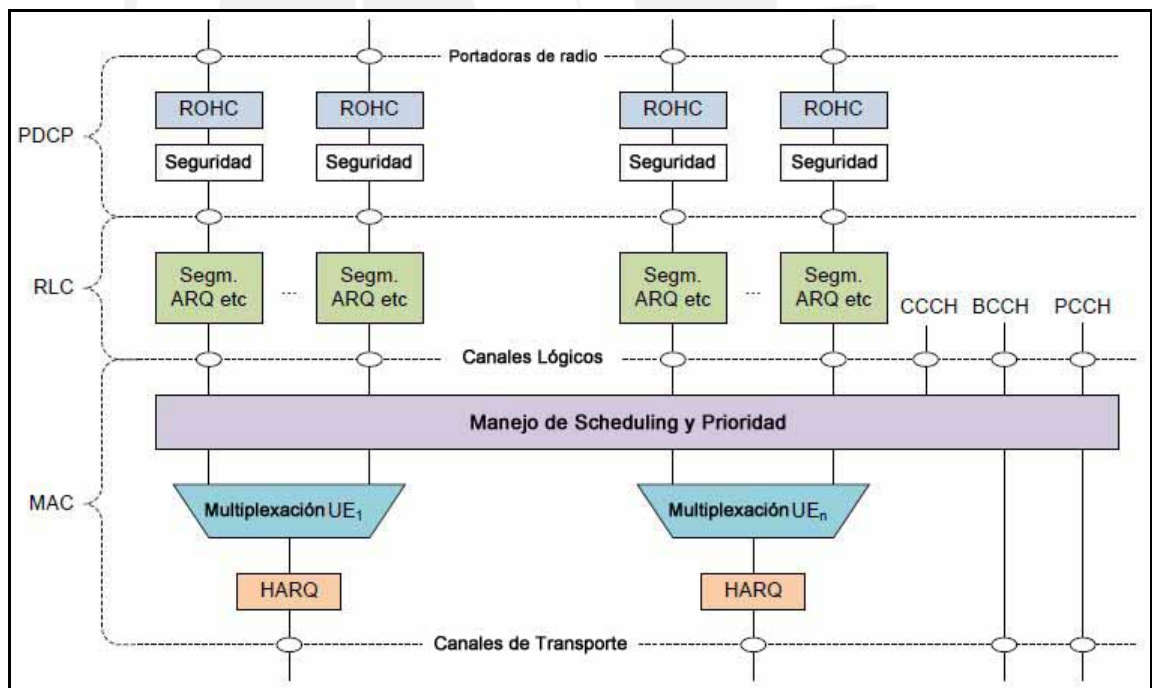 Portadoras de radio
ROHC ROHC ROHC ROHC
PDCP
Seguridad Seguridad Seguridad Seguridad
Segm. Segm. Segm. Segm.
ARQ etc ... ARQ etc ARQ etc ... ARQ etc
RLC
CCCH BCCH PCCH
Canales Lógicos
Manejo de Scheduling y Prioridad
MAC
Multiplexación UE1 Multiplexación UEn
HARQ HARQ
Canales de Transporte